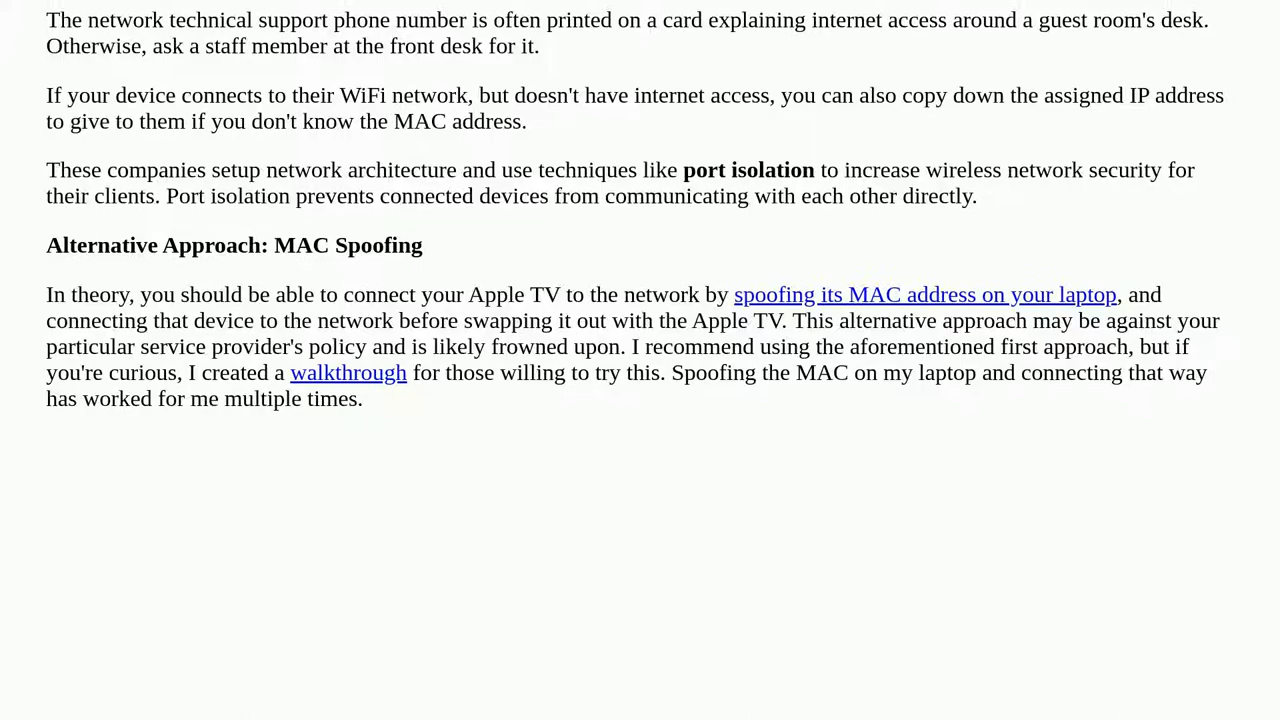 The network technical support phone number is often printed on a card explaining internet access around a guest room's desk.
Otherwise, ask a staff member at the front desk for it.
If your device connects to their WiFi network, but doesn't have internet access, you can also copy down the assigned IP address
to give to them if you don't know the MAC address.
These companies setup network architecture and use techniques like port isolation to increase wireless network security for
their clients. Port isolation prevents connected devices from communicating with each other directly.
Alternative Approach: MAC Spoofing
In theory, you should be able to connect your Apple TV to the network by spoofing its MAC address on your laptop, and
connecting that device to the network before swapping it out with the Apple TV. This alternative approach may be against your
particular service provider's policy and is likely frowned upon. I recommend using the aforementioned first approach, but if
you're curious, I created a walkthrough for those willing to try this. Spoofing the MAC on my laptop and connecting that way
has worked for me multiple times.